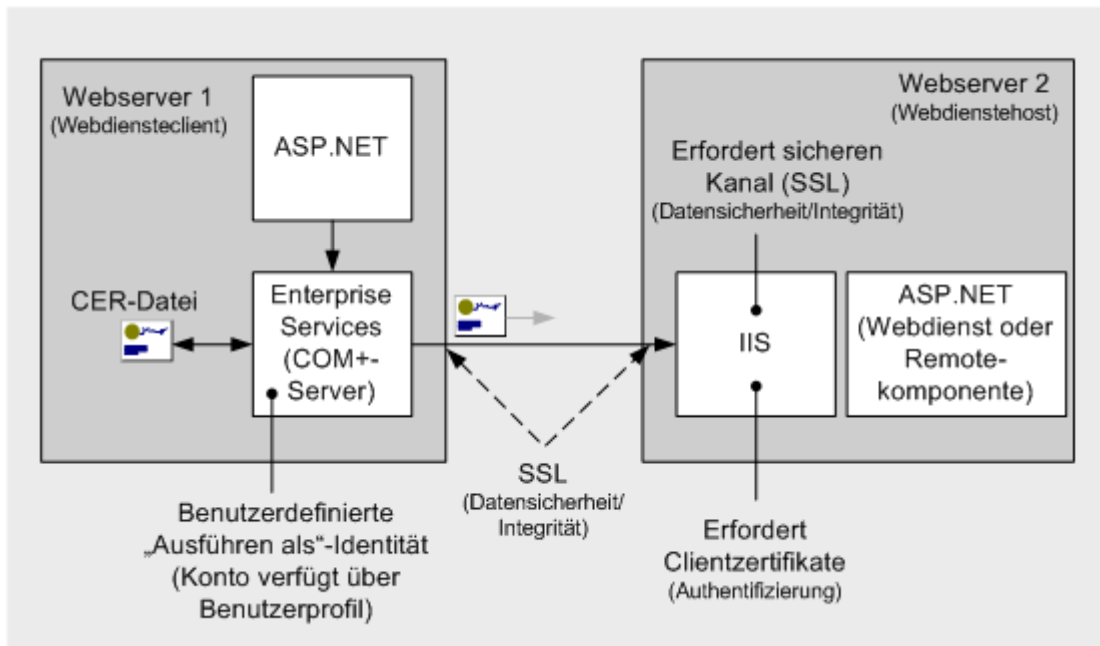 Webserver 1
(Webdiensteclient)
ASP.NET
CER-Datei
Enterprise
Services
(COM+-
Server)
Benutzerdefinierte
„Ausführen als“-Identität
(Konto verfügt über
Benutzerprofil)
SSL
(Datensicherheit/
Integrität)
Webserver 2
(Webdienstehost)
Erfordert sicheren
Kanal (SSL)
(Datensicherheit/Integrität)
IIS
ASP.NET
(Webdienst oder
Remote-
komponente)
Erfordert
Clientzertifikate
(Authentifizierung)